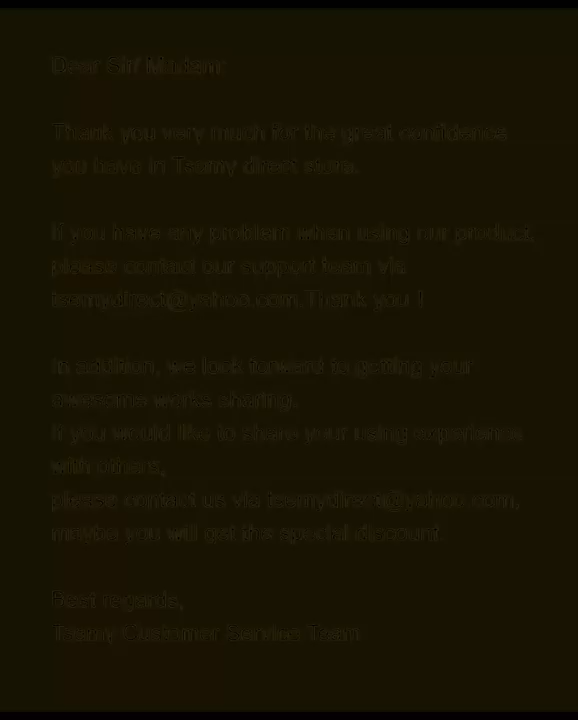 Dear Sir/ Madam:
Thank you very much for the great confidence
you have in Teamy direct store.
If you have any problem when using our product,
please contact our support team via
teamydirect@yahoo.com.Thank you !
In addition, we look forward to getting your
awesome works sharing.
If you would like to share your using experience
with others,
please contact us via teamydirect@yahoo.com,
maybe you will get the special discount.
Best regards,
Teamy Customer Service Team